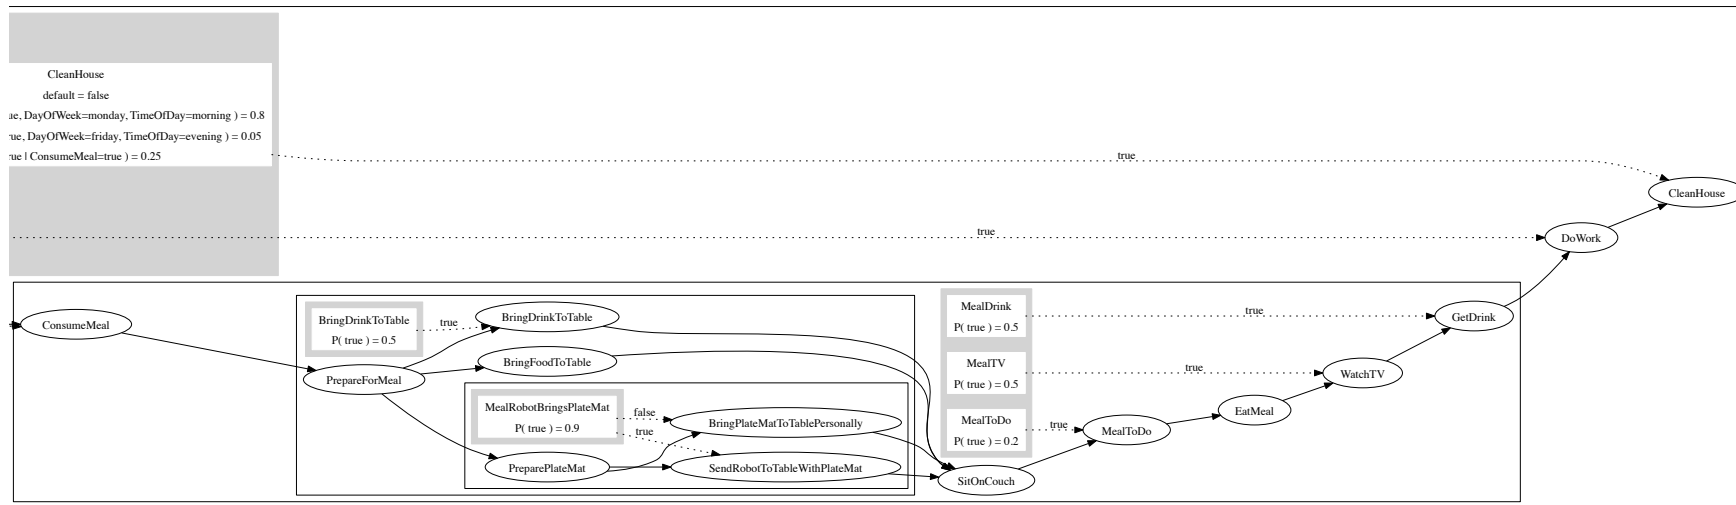 CleanHouse
default = false
DayOfWeek=monday, TimeOfDay=morning ) = 0.8
DayOfWeek=friday, TimeOfDay=evening ) = 0.05
| ConsumeMeal=true ) = 0.25
true
CleanHouse
true
DoWork
ConsumeMeal
BringDrinkToTable
P( true ) = 0.5
true
BringDrinkToTable
BringFoodToTable
PrepareForMeal
MealRobotBringsPlateMat
P( true ) = 0.9
false
true
BringPlateMatToTablePersonally
PreparePlateMat
SendRobotToTableWithPlateMat
MealDrink
P( true ) = 0.5
true
GetDrink
MealTV
P( true ) = 0.5
true
WatchTV
MealToDo
P( true ) = 0.2
true
MealToDo
EatMeal
SitOnCouch